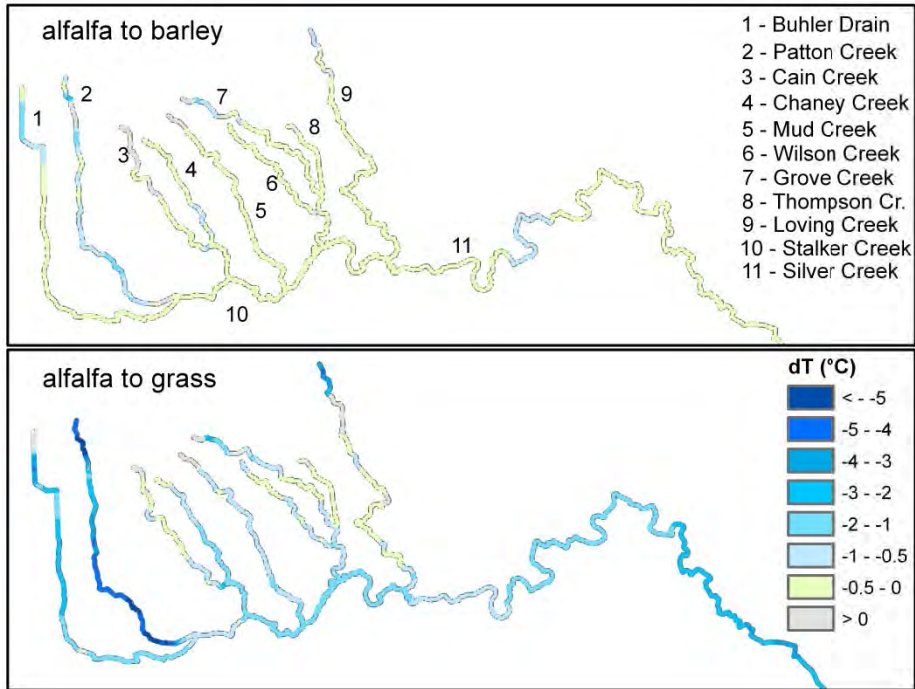 alfalfa to barley
1 - Buhler Drain
2 - Patton Creek
3 - Cain Creek
4 - Chaney Creek
5 - Mud Creek
6 - Wilson Creek
7 - Grove Creek
8 - Thompson Cr.
9 - Loving Creek
10 - Stalker Creek
11 - Silver Creek
1
2
3
4
5
6
7
8
9
10
11
alfalfa to grass
dT (°C)
< - -5
-5 - -4
-4 - -3
-3 - -2
-2 - -1
-1 - -0.5
-0.5 - 0
> 0